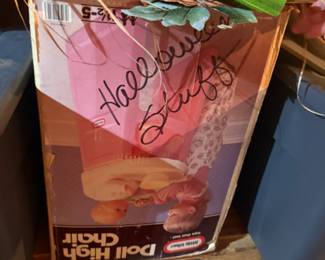 Halloween
Stuff
Doll High
Chair
little tikes